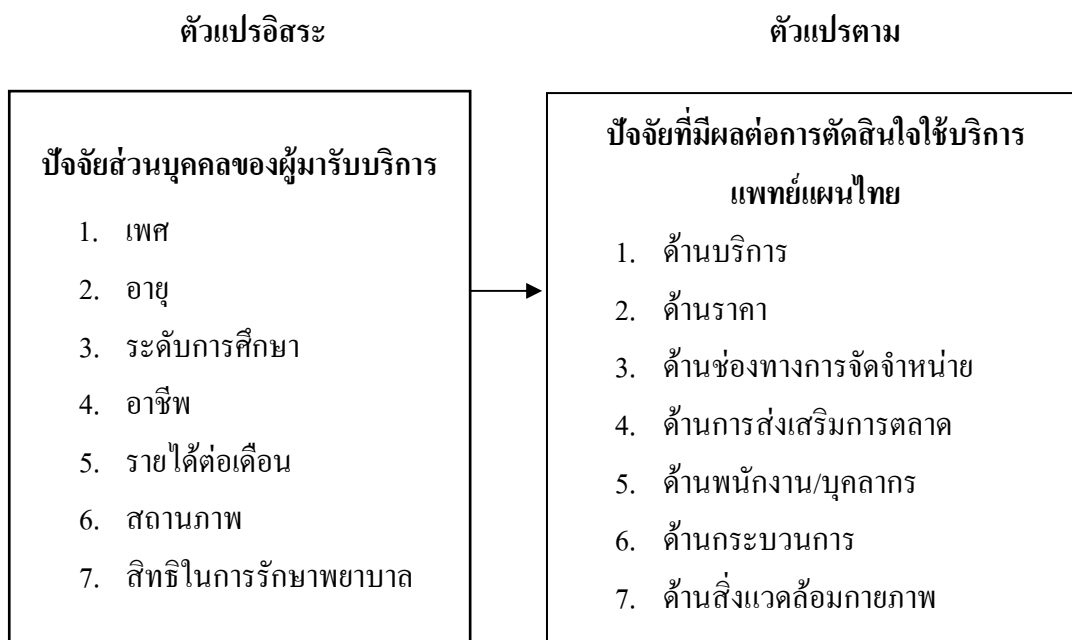 ตัวแปรอิสระ
ตัวแปรตาม
ปัจจัยส่วนบุคคลของผู้มารับบริการ
1. เพศ
2. อายุ
3. ระดับการศึกษา
4. อาชีพ
5. รายได้ต่อเดือน
6. สถานภาพ
7. สิทธิในการรักษาพยาบาล
ปัจจัยที่มีผลต่อการตัดสินใจใช้บริการ
แพทย์แผนไทย
1. ด้านบริการ
2. ด้านราคา
3. ด้านช่องทางการจัดจำหน่าย
4. ด้านการส่งเสริมการตลาด
5. ด้านพนักงาน/บุคลากร
6. ด้านกระบวนการ
7. ด้านสิ่งแวดล้อมกายภาพ